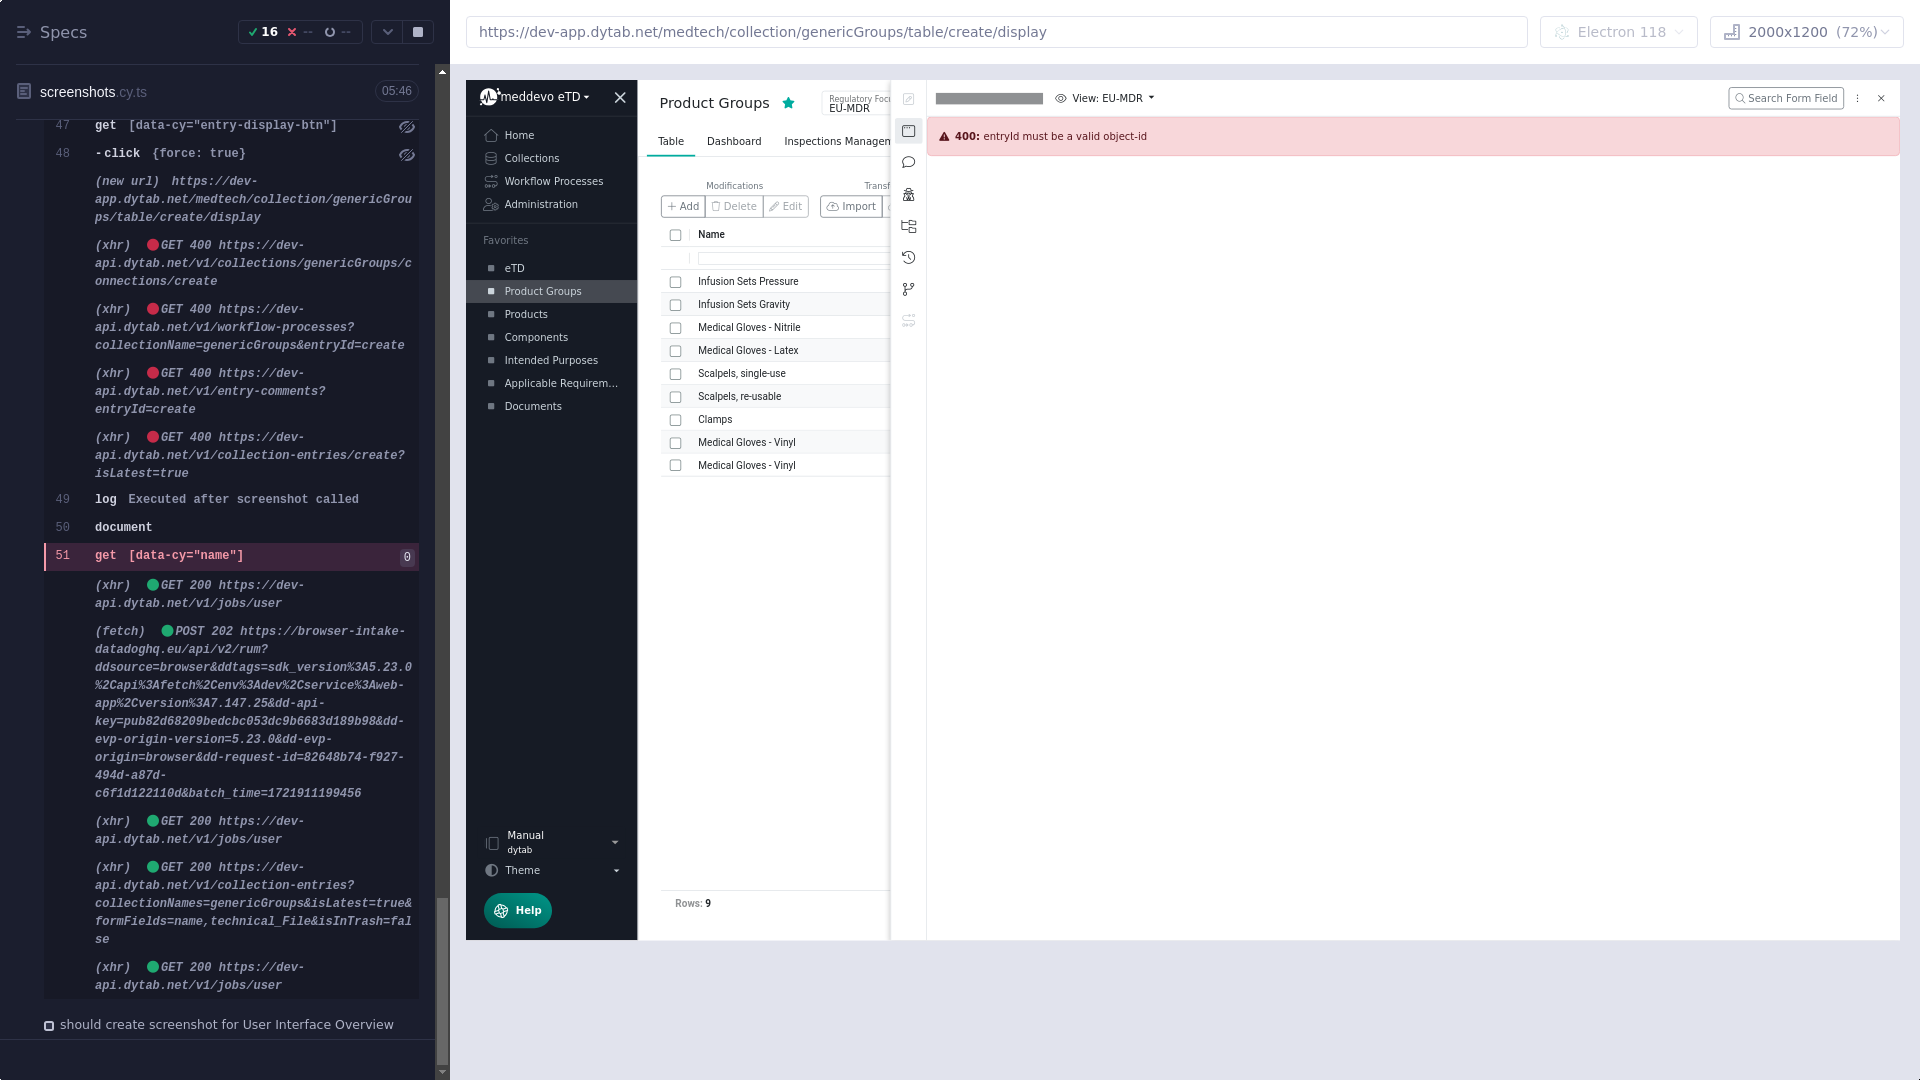 Specs
16
--
--
screenshots.cy.ts
05:46
47 get [data-cy="entry-display-btn"]
48 -click {force: true}
(new url) https://dev-
app.dytab.net/medtech/collection/genericGrou
ps/table/create/display
(xhr) GET 400 https://dev-
api.dytab.net/v1/collections/genericGroups/c
onnections/create
(xhr) GET 400 https://dev-
api.dytab.net/v1/workflow-processes?
collectionName=genericGroups&entryId=create
(xhr) GET 400 https://dev-
api.dytab.net/v1/entry-comments?
entryId=create
(xhr) GET 400 https://dev-
api.dytab.net/v1/collection-entries/create?
isLatest=true
49 log Executed after screenshot called
50 document
51 get [data-cy="name"] 0
(xhr) GET 200 https://dev-
api.dytab.net/v1/jobs/user
(fetch) POST 202 https://browser-intake-
datadoghq.eu/api/v2/rum?
ddsource=browser&ddtags=sdk_version%3A5.23.0
%2Capi%3Afetch%2Cenv%3Adev%2Cservice%3Aweb-
app%2Cversion%3A7.147.25&dd-api-
key=pub82d68209bedcbc053dc9b6683d189b98&dd-
evp-origin-version=5.23.0&dd-evp-
origin=browser&dd-request-id=82648b74-f927-
494d-a87d-
c6f1d122110d&batch_time=1721911199456
(xhr) GET 200 https://dev-
api.dytab.net/v1/jobs/user
(xhr) GET 200 https://dev-
api.dytab.net/v1/collection-entries?
collectionNames=genericGroups&isLatest=true&
formFields=name,technical_File&isInTrash=fal
se
(xhr) GET 200 https://dev-
api.dytab.net/v1/jobs/user
should create screenshot for User Interface Overview
https://dev-app.dytab.net/medtech/collection/genericGroups/table/create/display
Electron 118
2000x1200 (72%)
meddevo eTD
Home
Collections
Workflow Processes
Administration
Favorites
eTD
Product Groups
Products
Components
Intended Purposes
Applicable Requirem...
Documents
Manual
dytab
Theme
Help
Product Groups
Regulatory Focu
EU-MDR
Table
Dashboard
Inspections Managem
Modifications
Transf
Add
Delete
Edit
Import
Name
Infusion Sets Pressure
Infusion Sets Gravity
Medical Gloves - Nitrile
Medical Gloves - Latex
Scalpels, single-use
Scalpels, re-usable
Clamps
Medical Gloves - Vinyl
Medical Gloves - Vinyl
Rows: 9
View: EU-MDR
Search Form Field
400: entryId must be a valid object-id